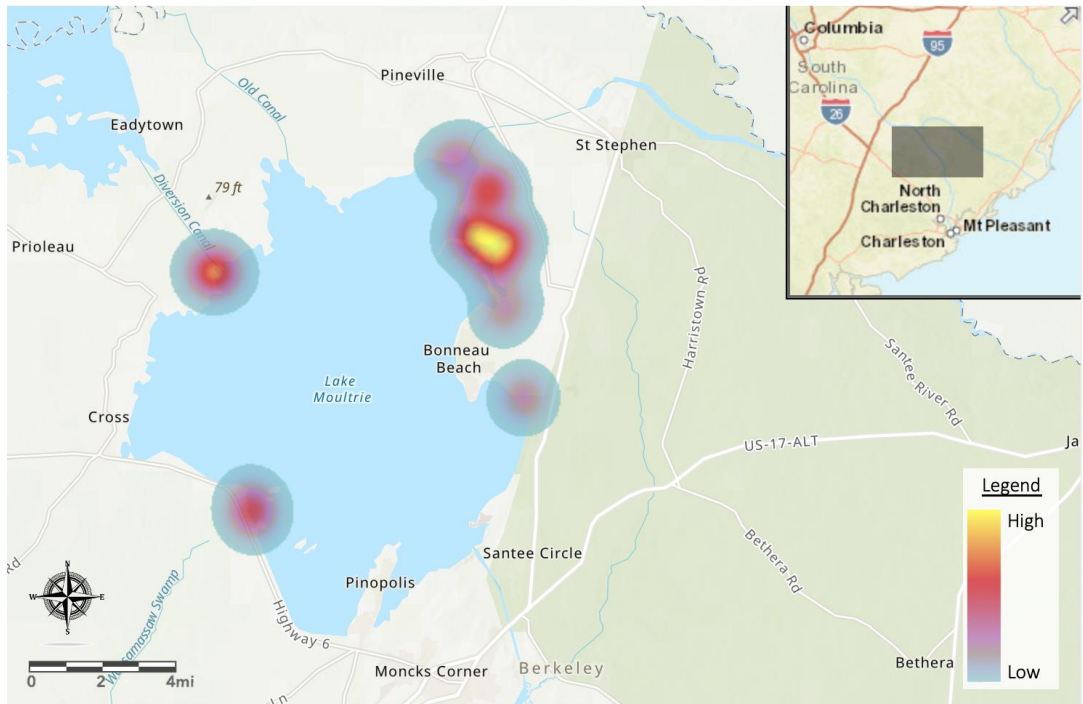 Columbia
95
South
Carolina
26
North
Charleston
Mt Pleasant
Charleston
Pineville
Old Canal
Eadytown
St Stephen
79 ft
Diversion Canal
Prioleau
Harristown Rd
Bonneau
Beach
Santee River Rd
Lake
Moultrie
Cross
US-17-ALT
Ja
Legend
High
Low
Santee Circle
Bethera Rd
Rd
N
W
E
S
Pinopolis
Highway 6
Wassamassaw Swamp
Moncks Corner
Berkeley
Bethera
0
2
4mi
Ln